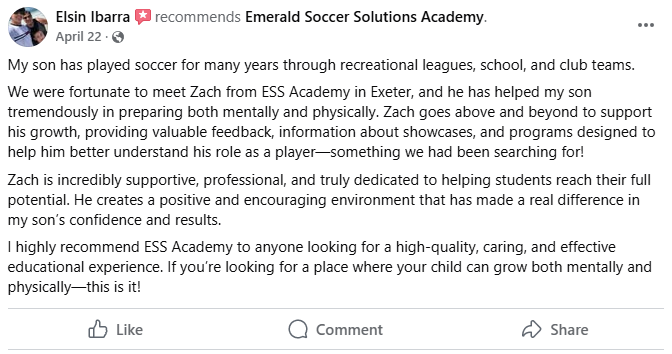 Elsin Ibarra recommends Emerald Soccer Solutions Academy.
April 22 ·
My son has played soccer for many years through recreational leagues, school, and club teams.
We were fortunate to meet Zach from ESS Academy in Exeter, and he has helped my son
tremendously in preparing both mentally and physically. Zach goes above and beyond to support
his growth, providing valuable feedback, information about showcases, and programs designed to
help him better understand his role as a player—something we had been searching for!
Zach is incredibly supportive, professional, and truly dedicated to helping students reach their full
potential. He creates a positive and encouraging environment that has made a real difference in
my son’s confidence and results.
I highly recommend ESS Academy to anyone looking for a high-quality, caring, and effective
educational experience. If you’re looking for a place where your child can grow both mentally and
physically—this is it!
Like Comment Share